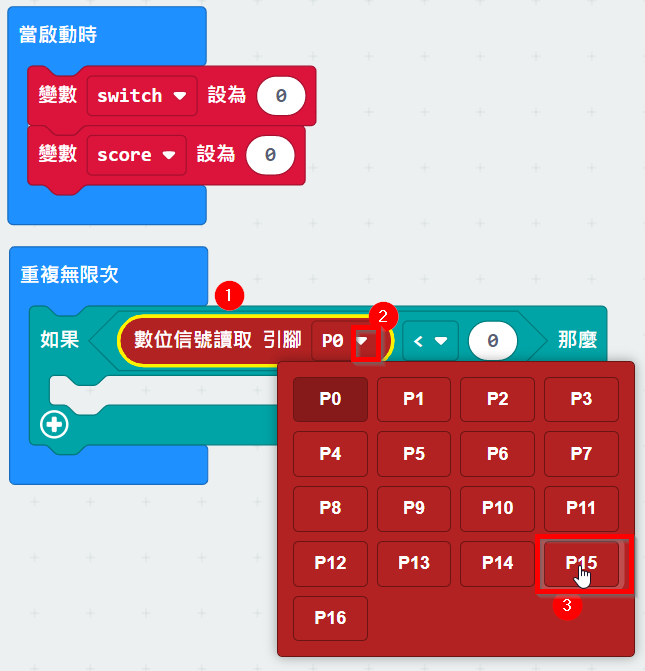 當啟動時
變數 switch 設為 0
變數 score 設為 0
重複無限次
1
2
如果 數位信號讀取 引腳 P0 < 0 那麼
P0 P1 P2 P3
P4 P5 P6 P7
P8 P9 P10 P11
P12 P13 P14 P15
3
P16